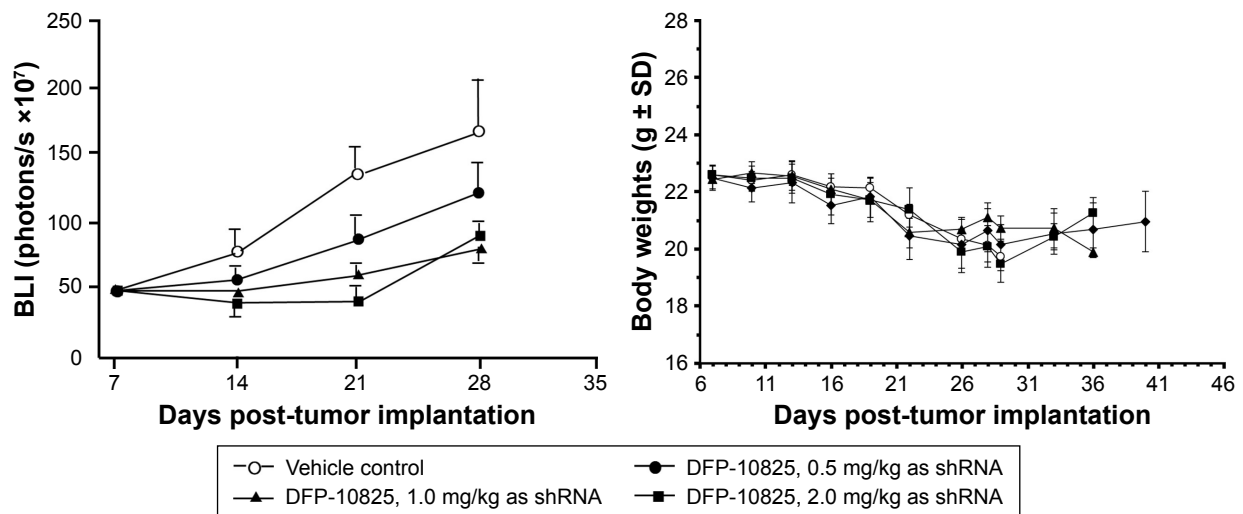 BLI (photons/s ×10⁷)
250
200
150
100
50
0
7 14 21 28 35
Days post-tumor implantation
Body weights (g ± SD)
28
26
24
22
20
18
16
6 11 16 21 26 31 36 41 46
Days post-tumor implantation
Vehicle control
DFP-10825, 0.5 mg/kg as shRNA
DFP-10825, 1.0 mg/kg as shRNA
DFP-10825, 2.0 mg/kg as shRNA